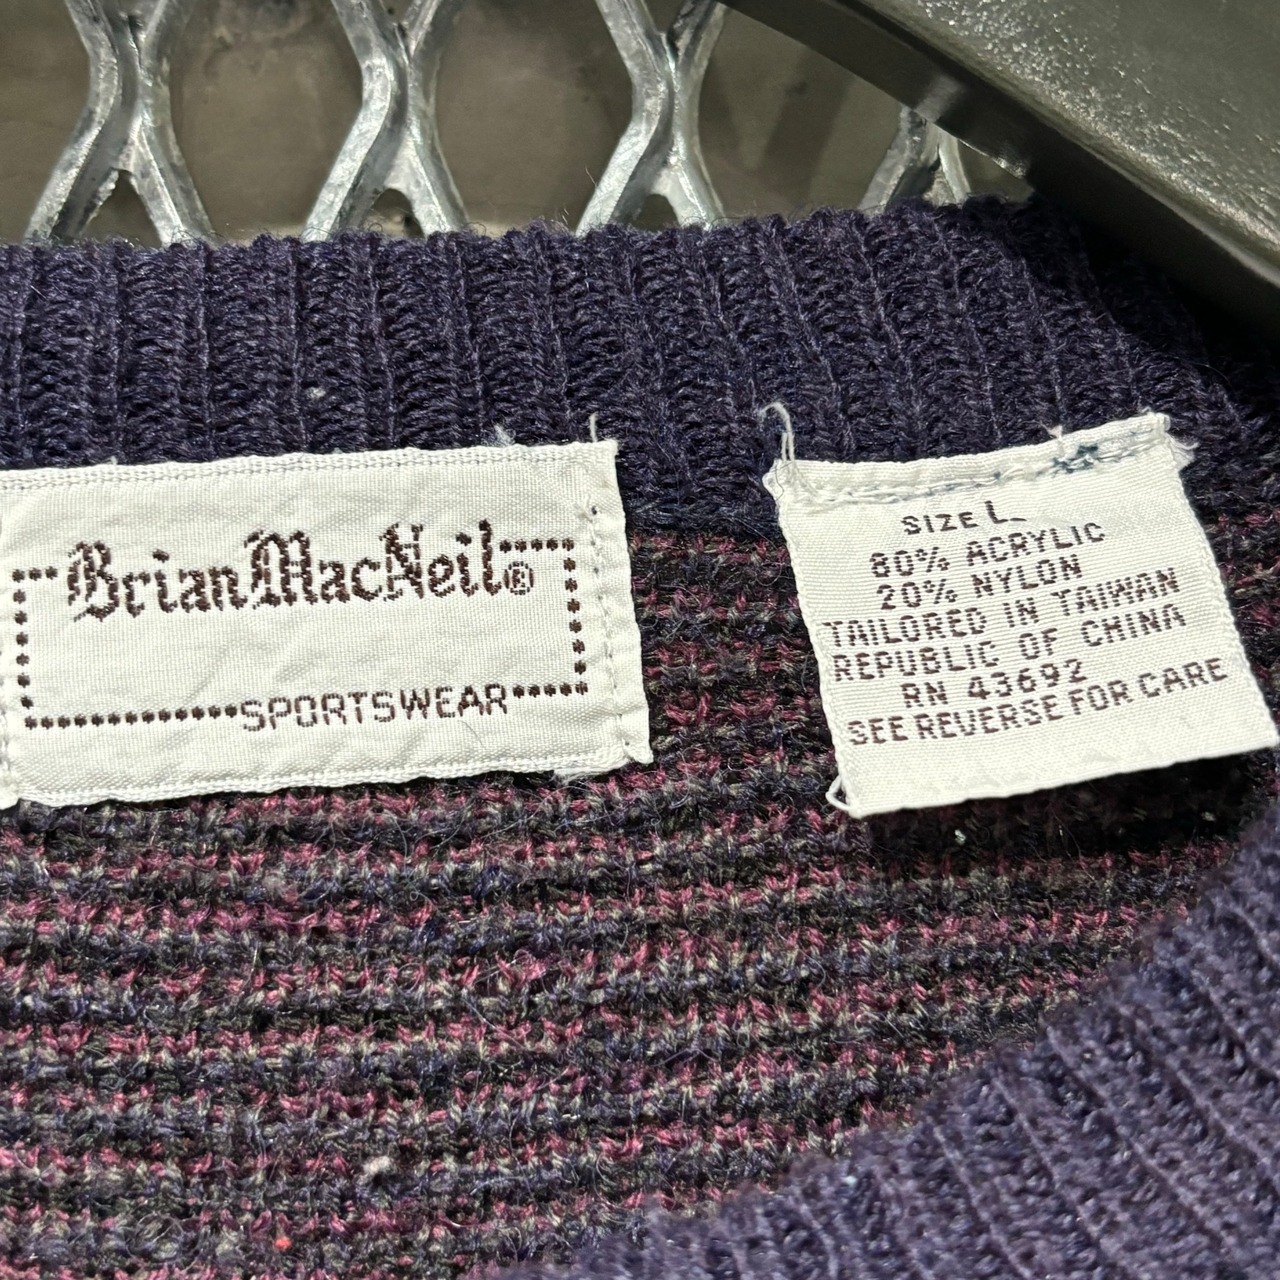 BrianMacNeil®
SPORTSWEAR
SIZE L
80% ACRYLIC
20% NYLON
TAILORED IN TAIWAN
REPUBLIC OF CHINA
RN 43692
SEE REVERSE FOR CARE